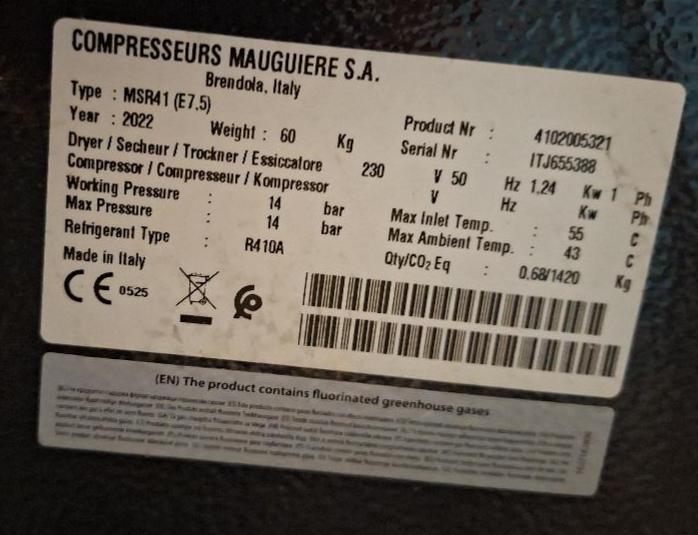 COMPRESSEURS MAUGUIERE S.A.
Brendola, Italy
Type : MSR41 (E7.5)
Product Nr : 4102005321
Year : 2022 Weight : 60 Kg
Serial Nr : ITJ655388
Dryer / Secheur / Trockner / Essiccatore 230 V 50 Hz 1,24 Kw 1 Ph
Compressor / Compresseur / Kompressor V Hz Kw Ph
Working Pressure : 14 bar
Max Inlet Temp. : 55 C
Max Pressure : 14 bar
Max Ambient Temp. : 43 C
Refrigerant Type : R410A
Qty/CO₂ Eq : 0.68/1420 Kg
Made in Italy
CE 0525
(EN) The product contains fluorinated greenhouse gases